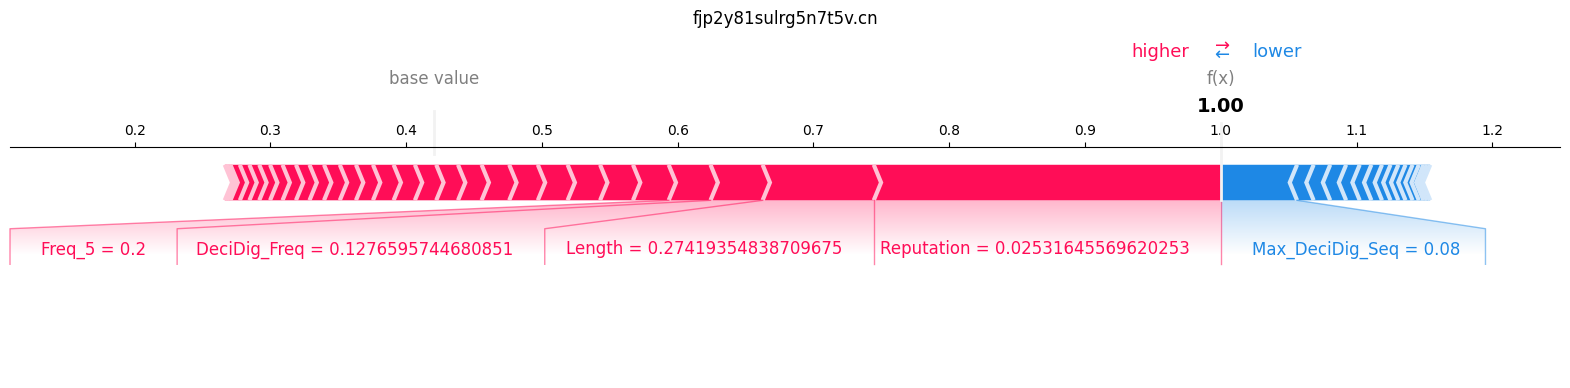 fjp2y81sulrg5n7t5v.cn
higher ⇄ lower
base value f(x)
1.00
0.2 0.3 0.4 0.5 0.6 0.7 0.8 0.9 1.0 1.1 1.2
Freq_5 = 0.2 DeciDig_Freq = 0.1276595744680851 Length = 0.27419354838709675 Reputation = 0.02531645569620253 Max_DeciDig_Seq = 0.08